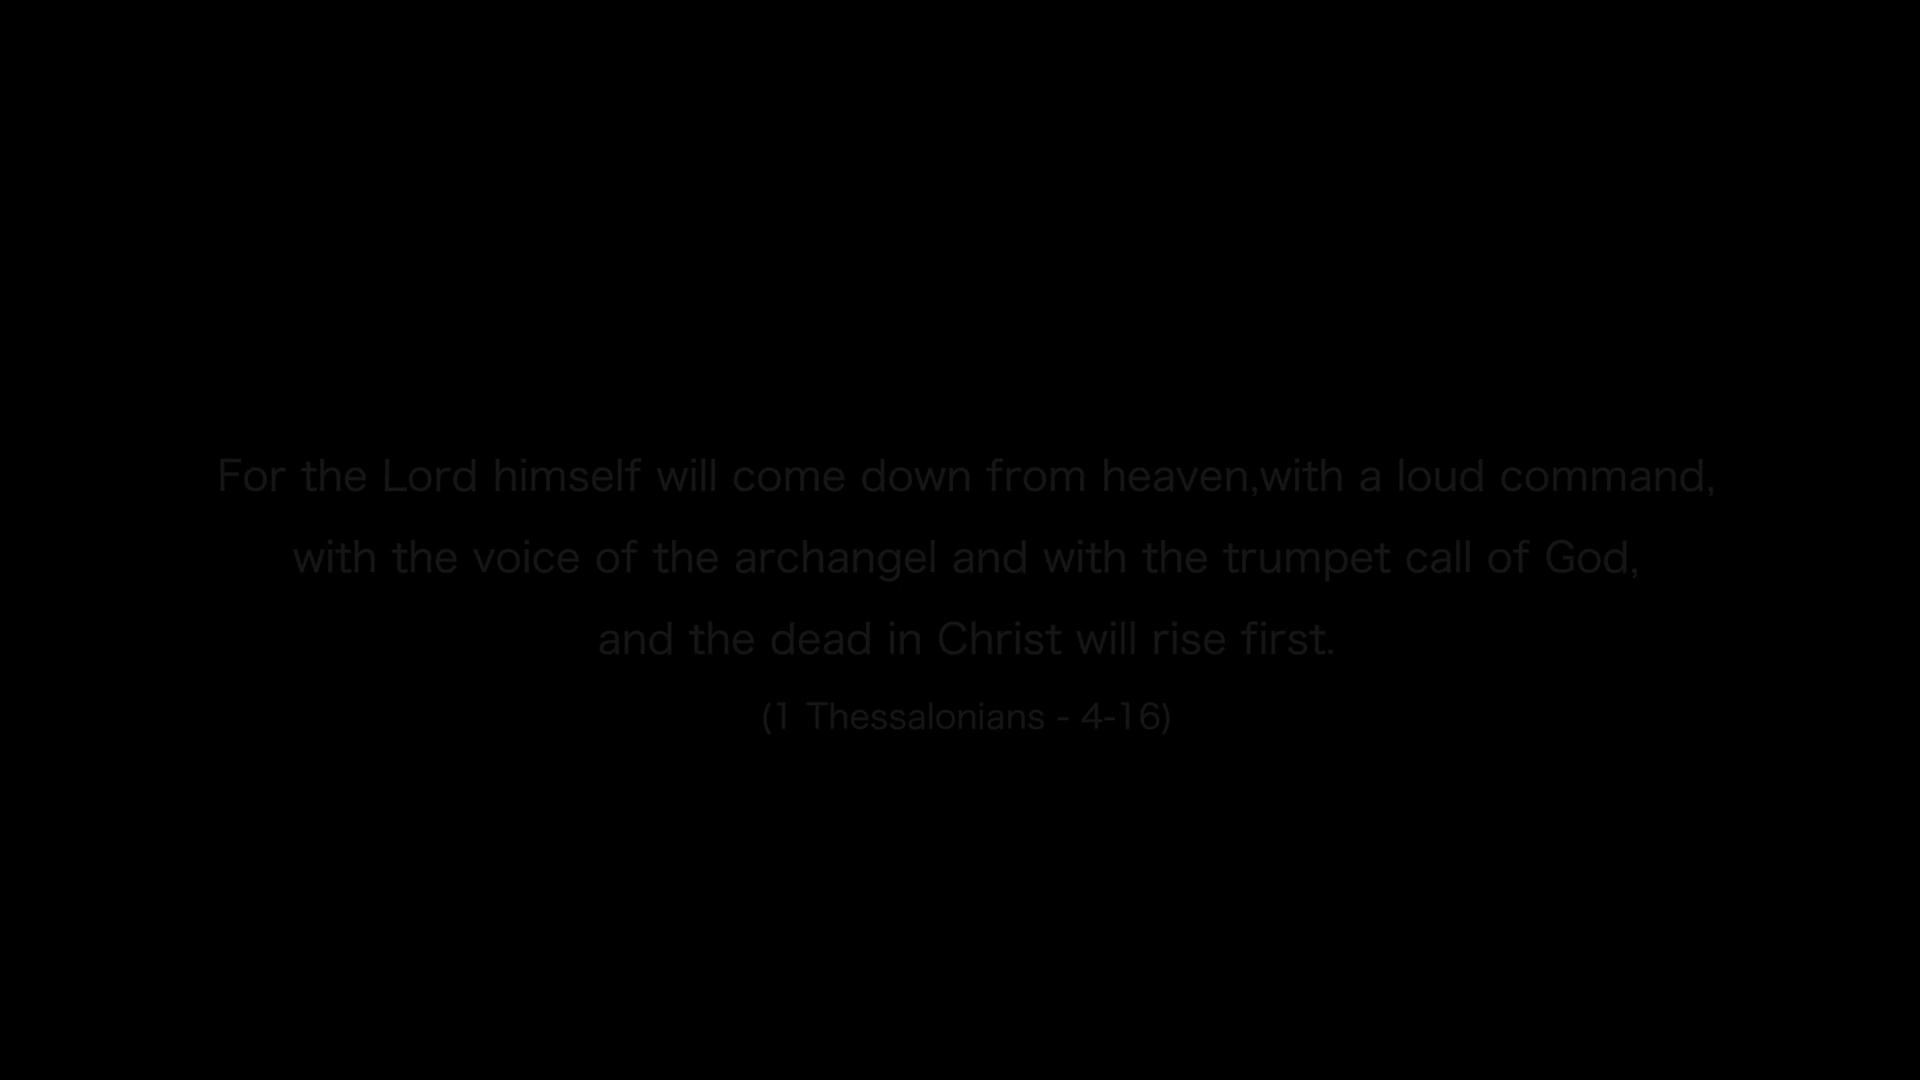 For the Lord himself will come down from heaven,with a loud command,
with the voice of the archangel and with the trumpet call of God,
and the dead in Christ will rise first.
(1 Thessalonians - 4-16)